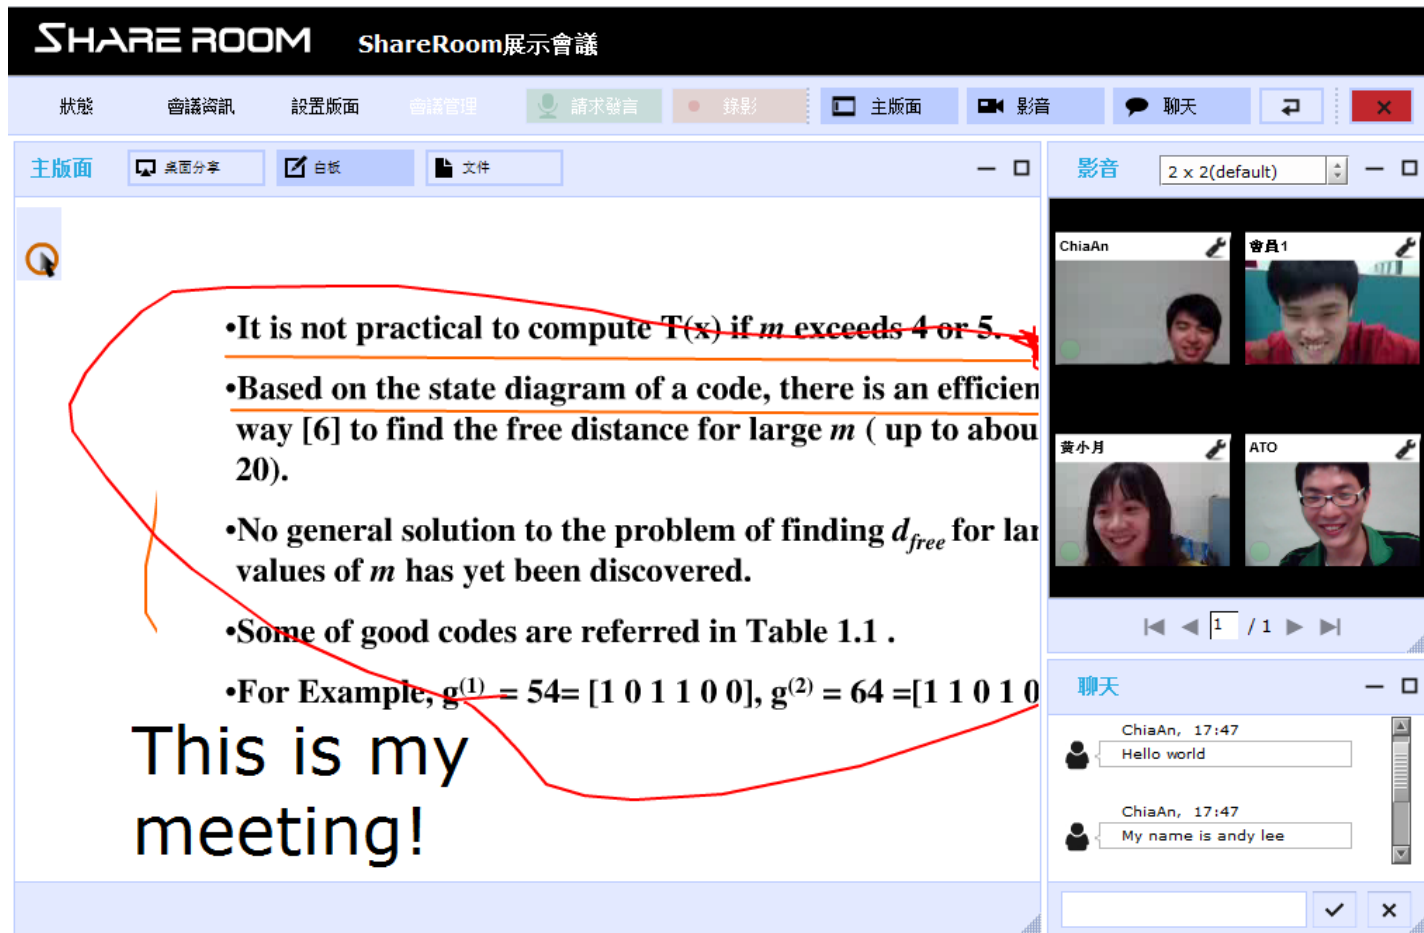 SHARE ROOM ShareRoom展示會議
狀態 會議資訊 設置版面 會議管理 請求發言 錄影 主版面 影音 聊天
主版面 桌面分享 白板 文件
影音 2 x 2(default)
ChiaAn 會員1
•It is not practical to compute T(x) if m exceeds 4 or 5.
•Based on the state diagram of a code, there is an efficien
way [6] to find the free distance for large m ( up to abou
20).
黃小月 ATO
•No general solution to the problem of finding dfree for lar
values of m has yet been discovered.
•Some of good codes are referred in Table 1.1 .
1 / 1
•For Example, g(1) = 54= [1 0 1 1 0 0], g(2) = 64 =[1 1 0 1 0
This is my
meeting!
聊天
ChiaAn, 17:47
Hello world
ChiaAn, 17:47
My name is andy lee